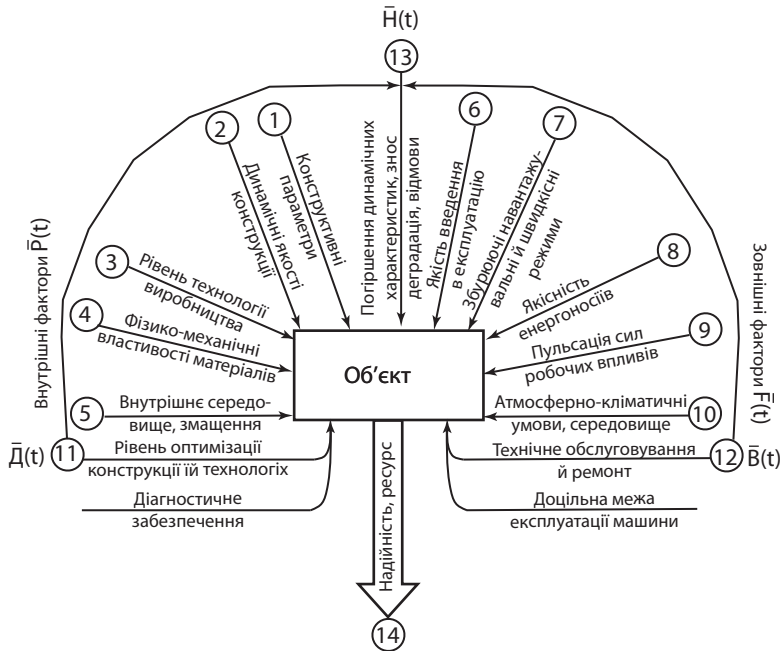 H̄(t)
13
6
7
1
2
Погіршення динамічних
характеристик, знос
деградація, відмови
Якість введення
в експлуатацію
Збурюючі навантажу-
вальні й швидкісні
режими
Конструктивні
параметри
Динамічні якості
конструкції
Внутрішні фактори P̄(t)
Зовнішні фактори F̄(t)
3
Рівень технології
виробництва
8
Якісність
енергоносіїв
4
Фізико-механічні
властивості матеріалів
9
Пульсація сил
робочих впливів
Об’єкт
5
Внутрішнє середо-
вище, змащення
Атмосферно-кліматичні
умови, середовище
10
Д̄(t)
11
Рівень оптимізації
конструкції їй технологіх
Технічне обслуговування
й ремонт
12
B̄(t)
Діагностичне
забезпечення
Доцільна межа
експлуатації машини
Надійність, ресурс
14